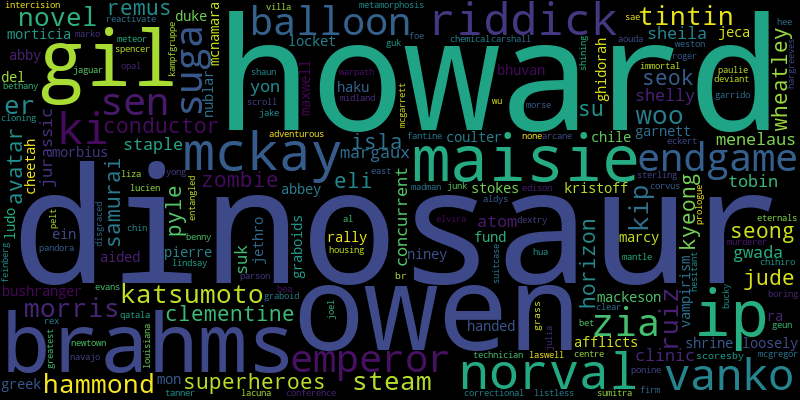 intercision villa metamorphosis
reactivate remus duke foe jeca hee
novel balloon riddick tintin
meteor marko morticia mcnamara guk chemical carshall sae aouda weston sheila
spencer abby locket shaun warpath paulie
kampfgruppe suga maxwell bhuvan ghidorah shining roger deviant hargreeves
jaguar opal gil howard immortal wheatley
del bethany scroll haku midland mcgarrett morse jake wu seok shelly garrido
er sen nublar yon su
cloning ki conductor adventurous fantine none arcane woo garnett eckert
jurassic staple isla coulter chile menelaus
avatar cheetah morbius mckay margaux maisie endgame
zombie abbey eli east stokes edison sterling tobin
liza lucien yong entangled madman junk aldys kristoff corvus
ludo samurai pyle dinosaur concurrent elvira dextry kip marcy kyeong prologue eternals
pelt disgraced chin benny al rally atom julia seong
ein jethro graboids housing fund suitcase horizon mantle gwada murderer
feinberg pandora aided pierre suk niney hua chihiro
lindsay br bucky hesitant jude
bushranger evans katsumoto parson bea owen grass mackeson vampirism boring
morris qatala clementine graboid joel handed bet clear zia ruiz ip ra geun
rex newtown technician laswell afflicts shrine loosely
greatest navajo louisiana brahms emperor centre clinic scoresby mcgregor
greek hammond mon superheroes steam norval ponine vanko
tanner lacuna conference correctional listless sumitra firm